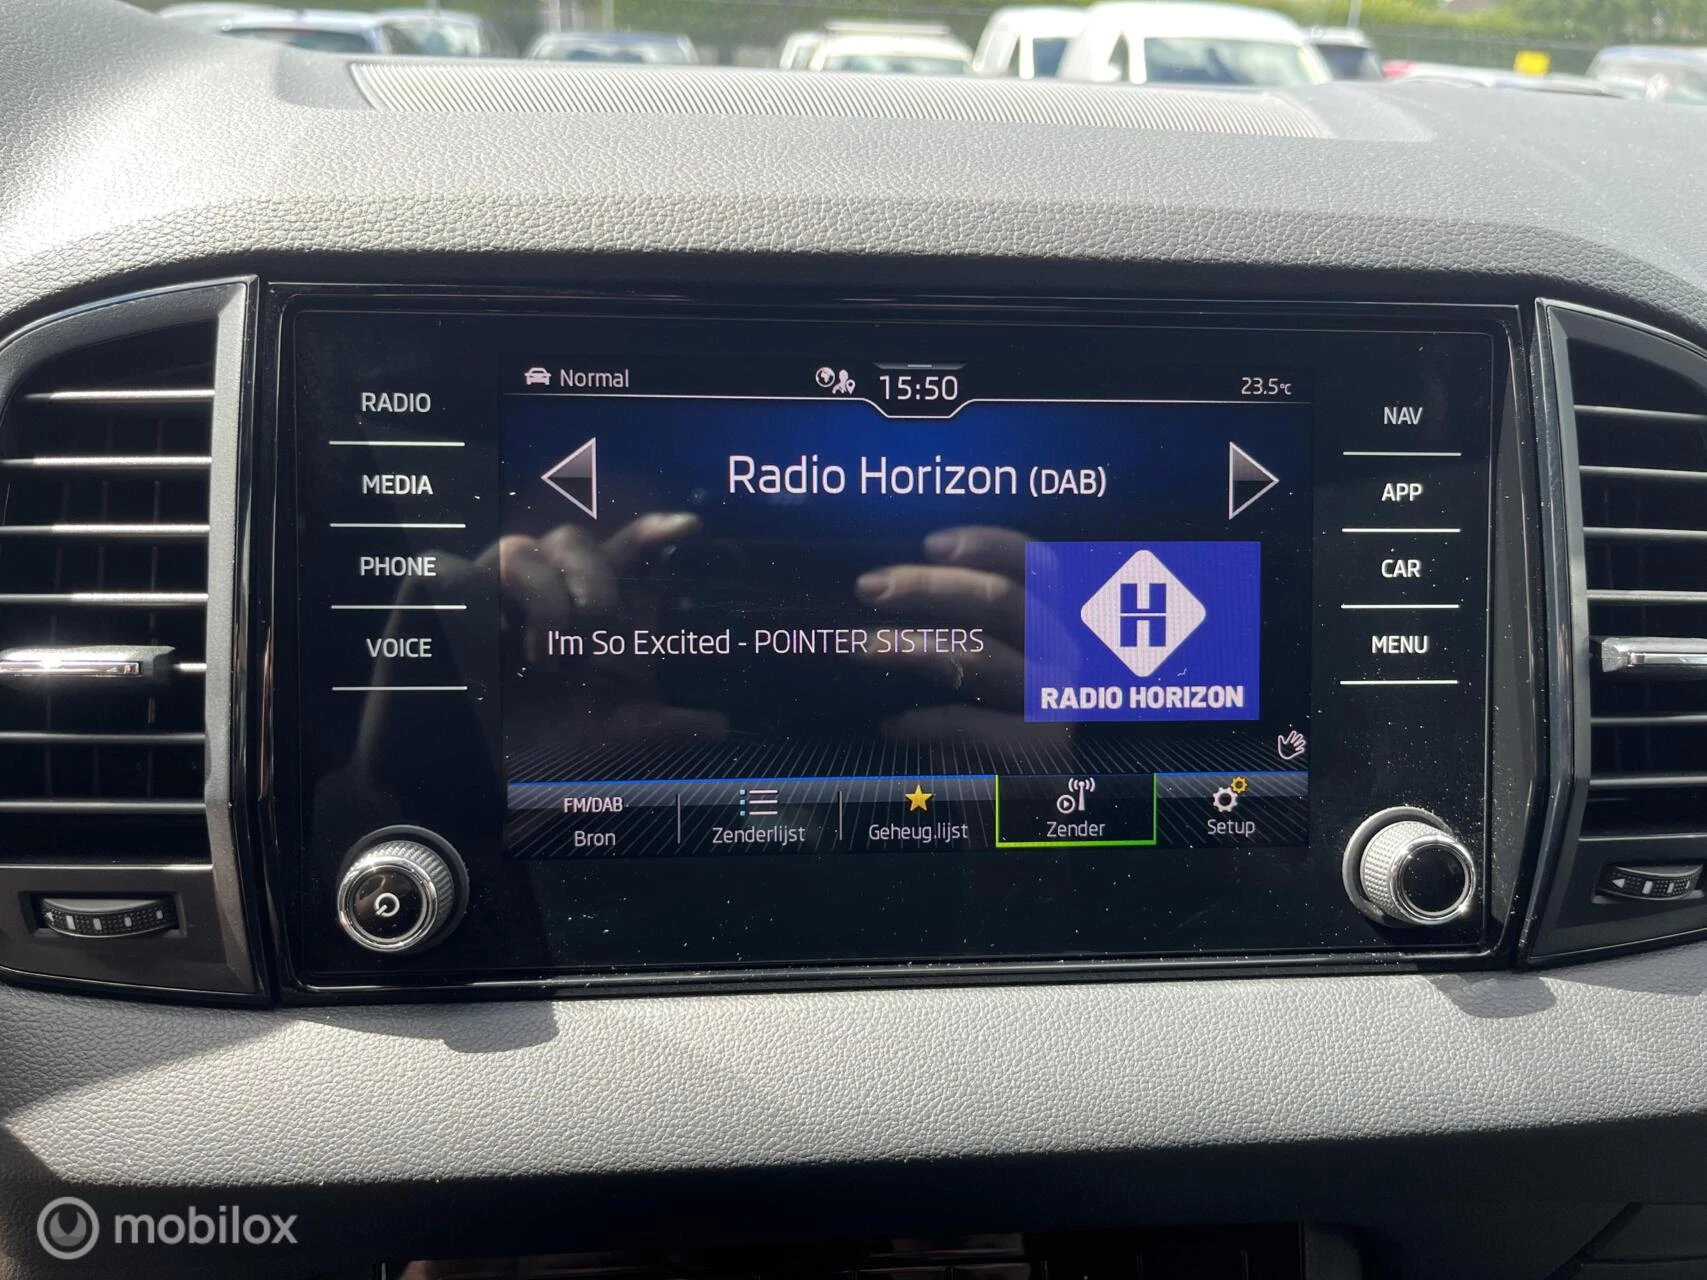 Normal
15:50
23.5°C
RADIO
MEDIA
PHONE
VOICE
Radio Horizon (DAB)
I'm So Excited - POINTER SISTERS
H
RADIO HORIZON
FM/DAB
Bron
Zenderlijst
Geheug.lijst
Zender
Setup
NAV
APP
CAR
MENU
mobilox